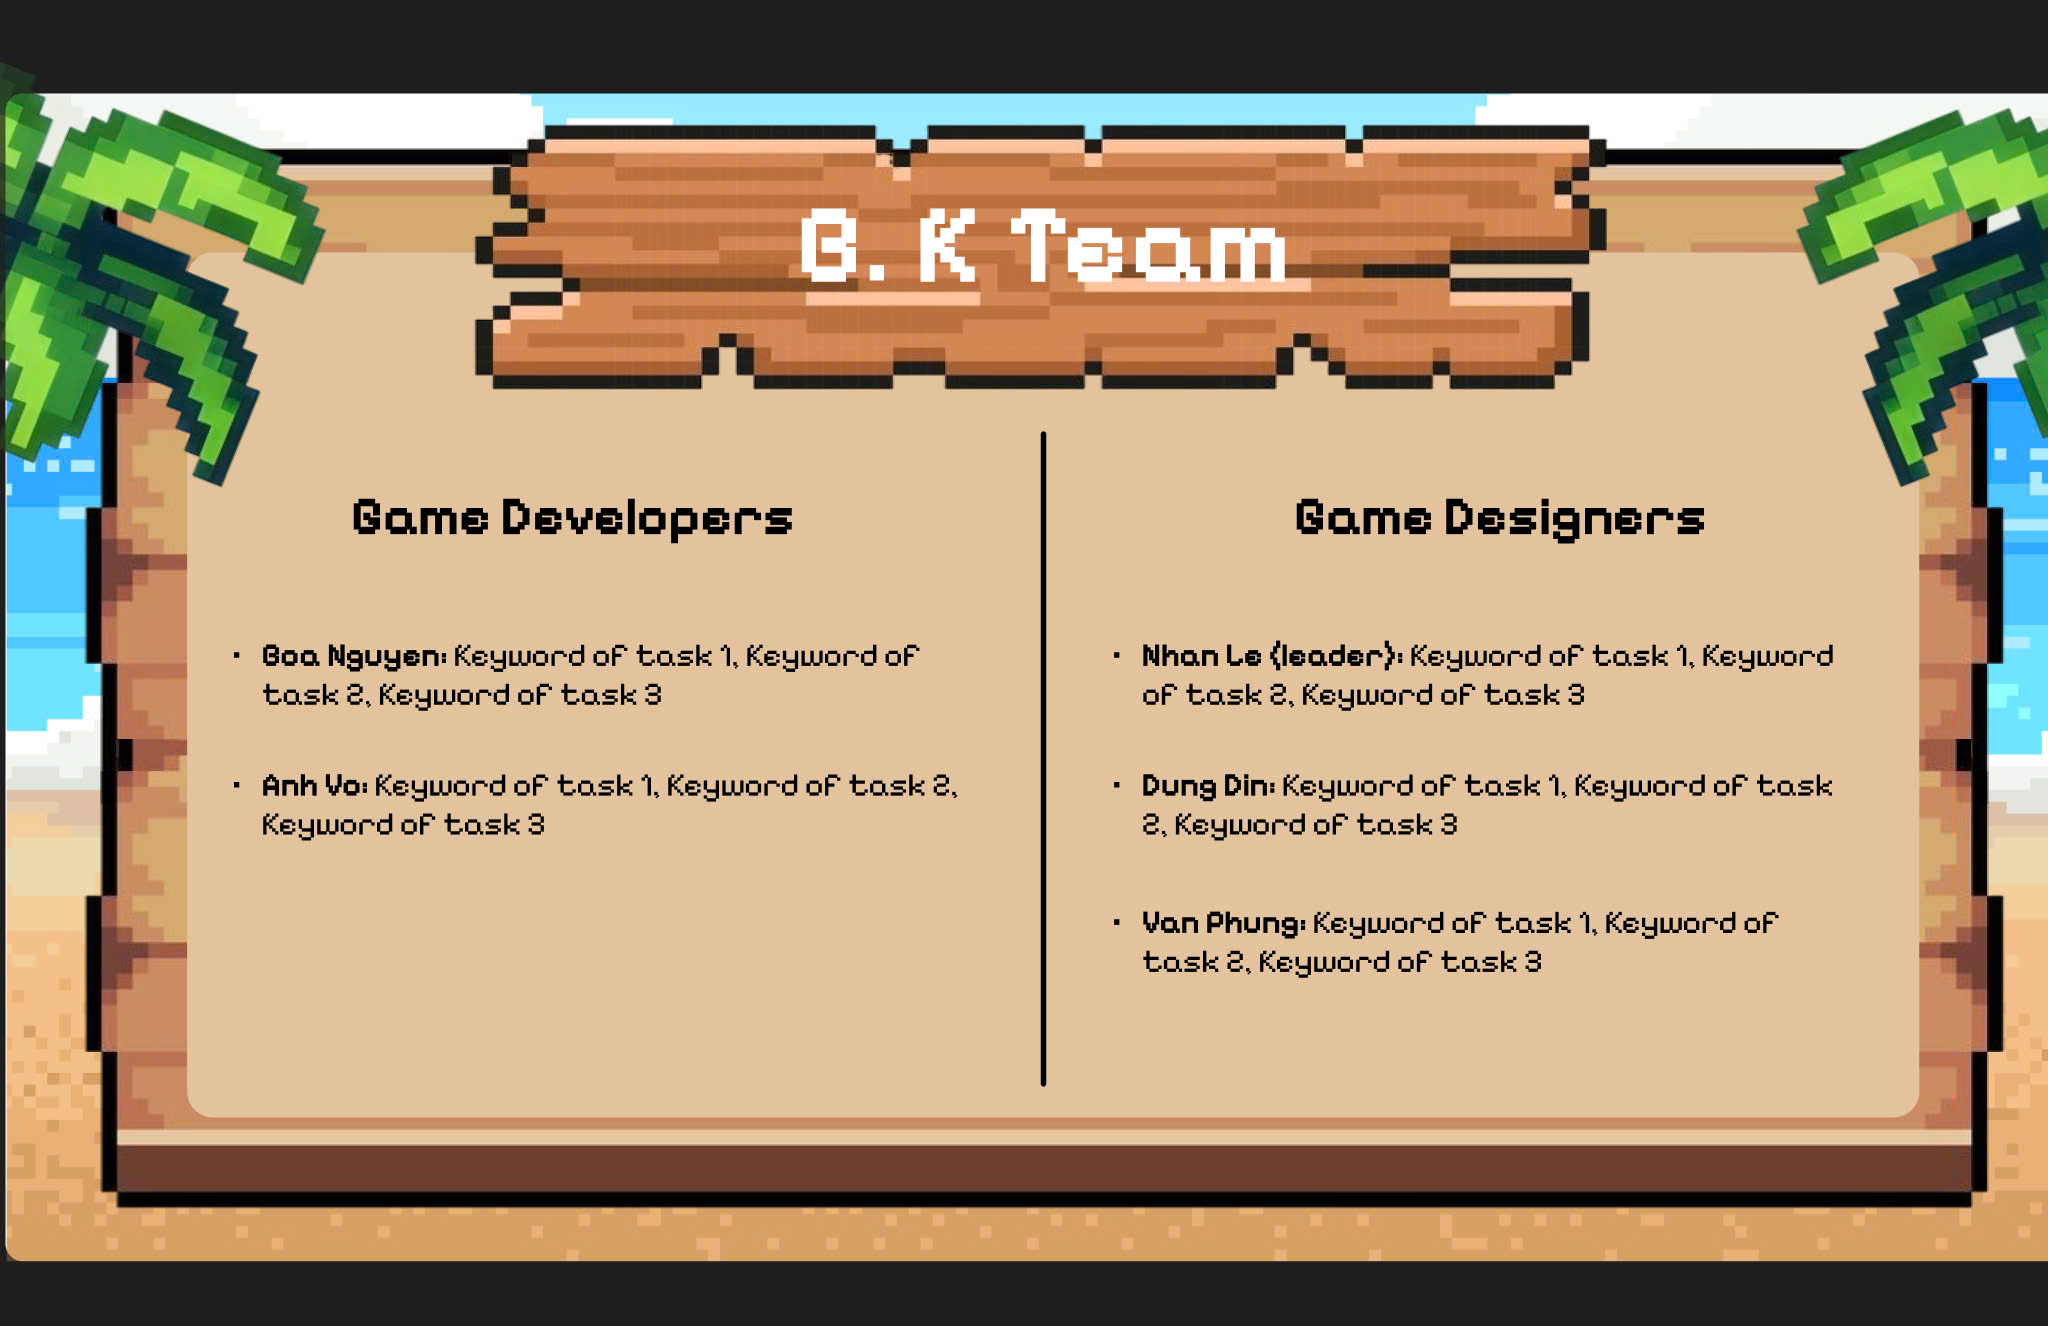 G. K Team
Game Developers
• Goa Nguyen: Keyword of task 1, Keyword of
task 2, Keyword of task 3
• Anh Vo: Keyword of task 1, Keyword of task 2,
Keyword of task 3
Game Designers
• Nhan Le (leader): Keyword of task 1, Keyword
of task 2, Keyword of task 3
• Dung Din: Keyword of task 1, Keyword of task
2, Keyword of task 3
• Van Phung: Keyword of task 1, Keyword of
task 2, Keyword of task 3